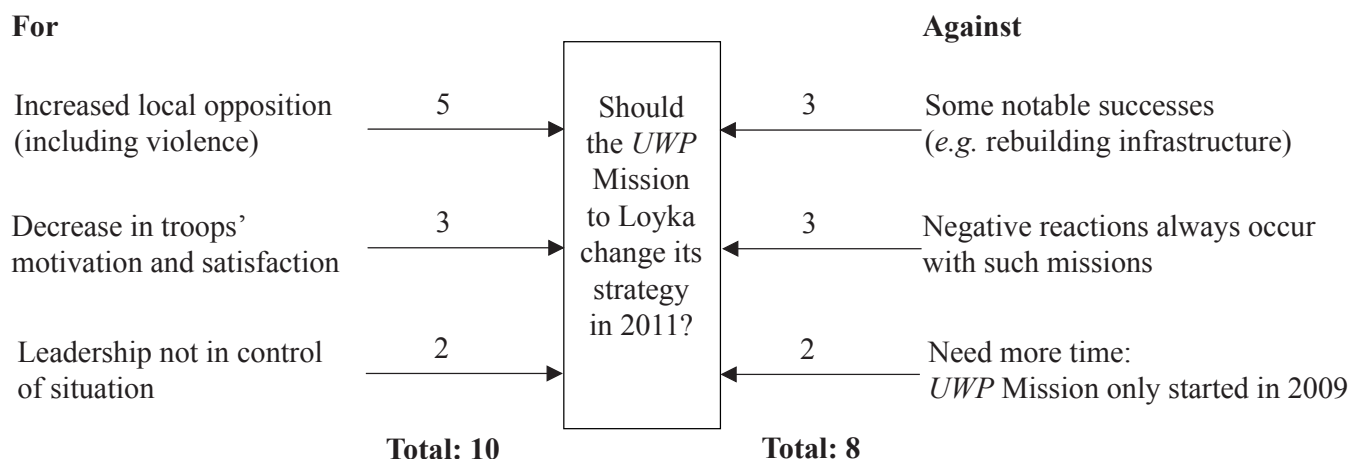 For
Increased local opposition
(including violence)
5
Decrease in troops’
motivation and satisfaction
3
Leadership not in control
of situation
2
Total: 10
Should
the UWP
Mission
to Loyka
change its
strategy
in 2011?
Against
3
Some notable successes
(e.g. rebuilding infrastructure)
3
Negative reactions always occur
with such missions
2
Need more time:
UWP Mission only started in 2009
Total: 8